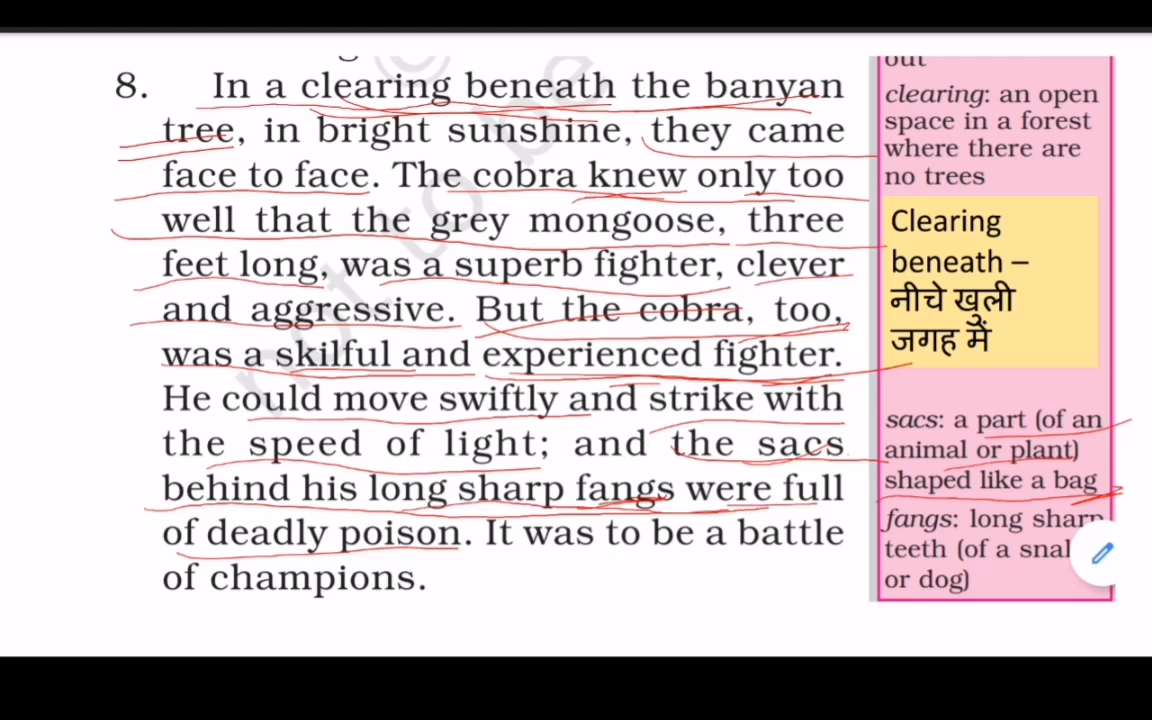 8. In a clearing beneath the banyan
tree, in bright sunshine, they came
face to face. The cobra knew only too
well that the grey mongoose, three
feet long, was a superb fighter, clever
and aggressive. But the cobra, too,
was a skilful and experienced fighter.
He could move swiftly and strike with
the speed of light; and the sacs
behind his long sharp fangs were full
of deadly poison. It was to be a battle
of champions.
out
clearing: an open
space in a forest
where there are
no trees
Clearing
beneath –
नीचे खुली
जगह में
sacs: a part (of an
animal or plant)
shaped like a bag
fangs: long sharp
teeth (of a
or dog)
not to be